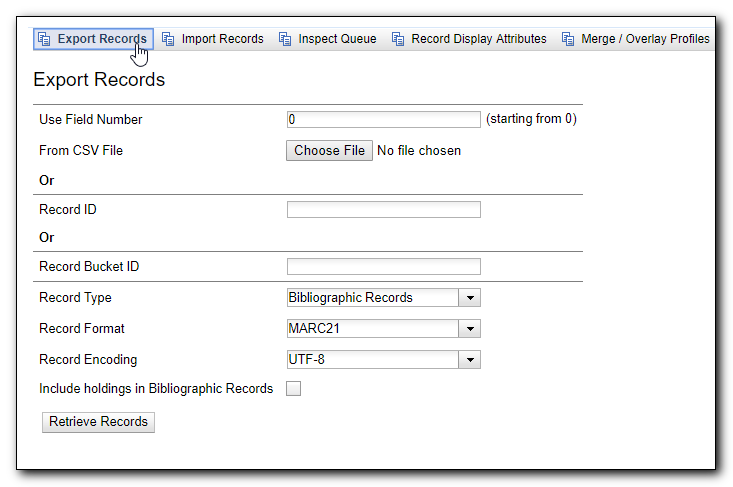 Export Records Import Records Inspect Queue Record Display Attributes Merge / Overlay Profiles
Export Records
Use Field Number 0 (starting from 0)
From CSV File Choose File No file chosen
Or
Record ID
Or
Record Bucket ID
Record Type Bibliographic Records
Record Format MARC21
Record Encoding UTF-8
Include holdings in Bibliographic Records
Retrieve Records